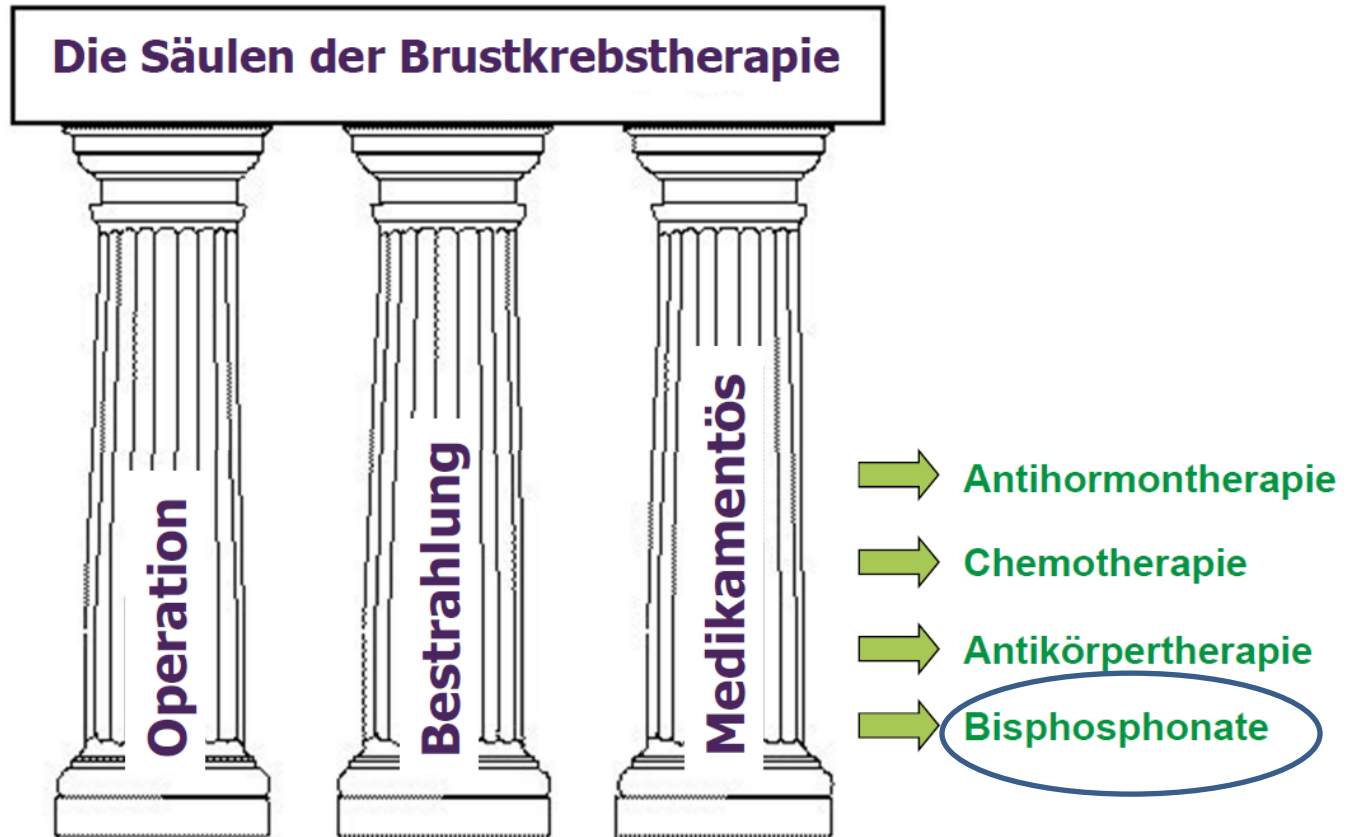 Die Säulen der Brustkrebstherapie
Operation
Bestrahlung
Medikamentös
Antihormontherapie
Chemotherapie
Antikörpertherapie
Bisphosphonate